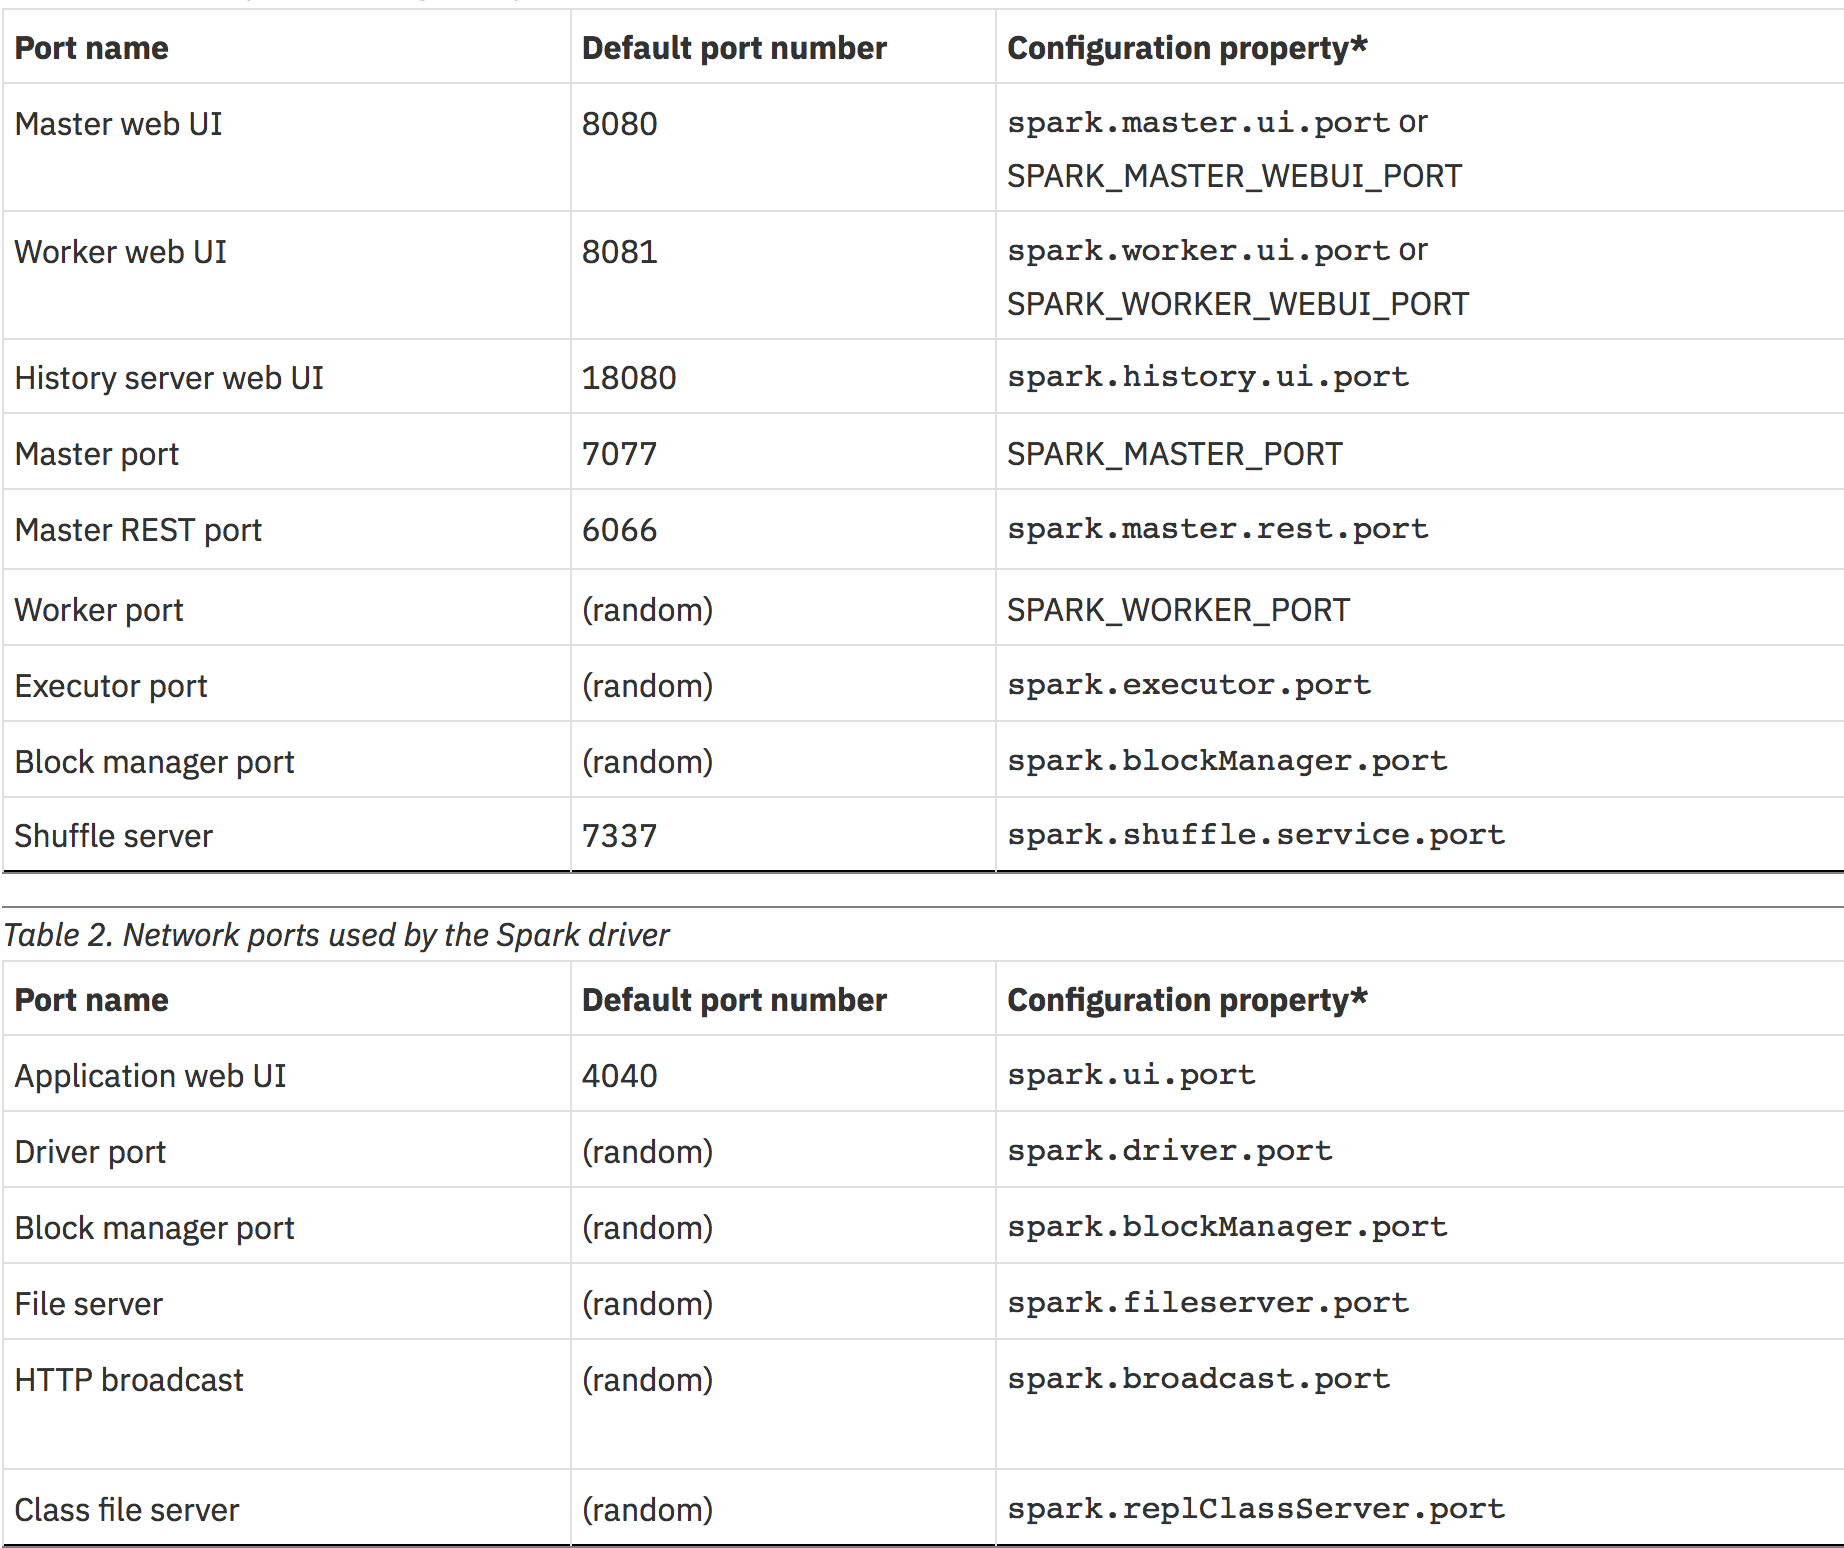 Port name Default port number Configuration property*
Master web UI 8080 spark.master.ui.port or
SPARK_MASTER_WEBUI_PORT
Worker web UI 8081 spark.worker.ui.port or
SPARK_WORKER_WEBUI_PORT
History server web UI 18080 spark.history.ui.port
Master port 7077 SPARK_MASTER_PORT
Master REST port 6066 spark.master.rest.port
Worker port (random) SPARK_WORKER_PORT
Executor port (random) spark.executor.port
Block manager port (random) spark.blockManager.port
Shuffle server 7337 spark.shuffle.service.port
Table 2. Network ports used by the Spark driver
Port name Default port number Configuration property*
Application web UI 4040 spark.ui.port
Driver port (random) spark.driver.port
Block manager port (random) spark.blockManager.port
File server (random) spark.fileserver.port
HTTP broadcast (random) spark.broadcast.port
Class file server (random) spark.replClassServer.port